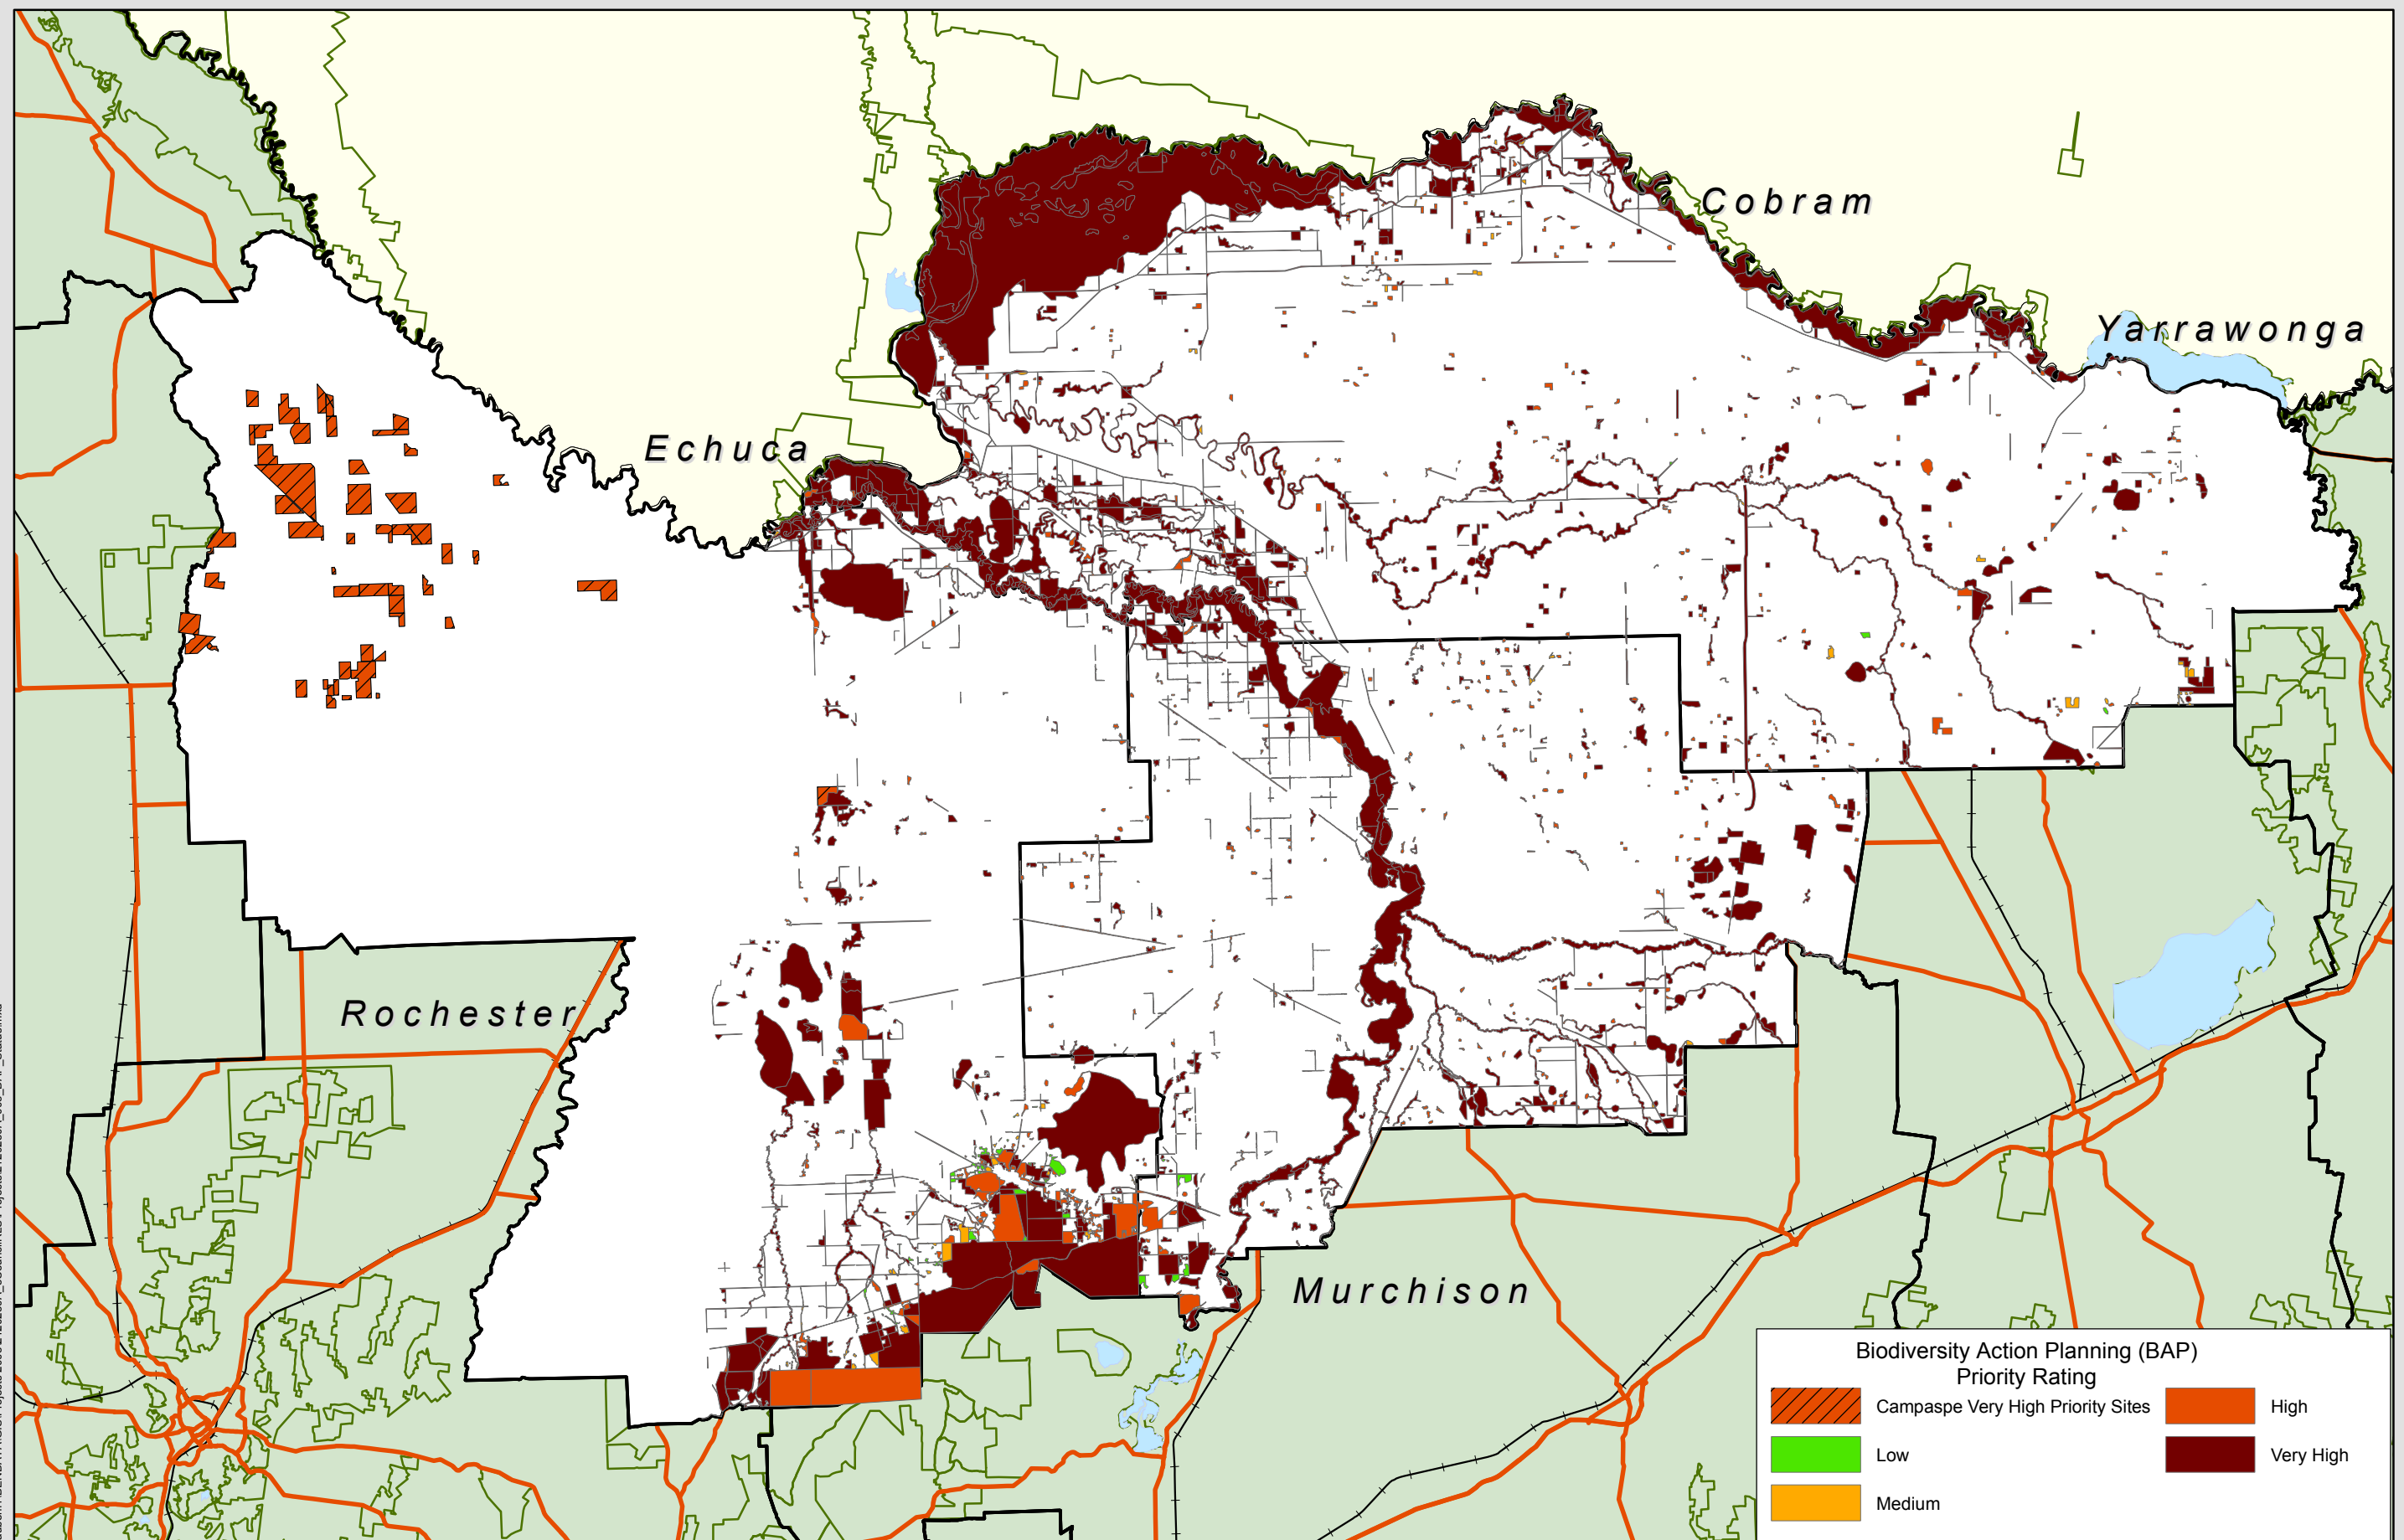 Cobram
Yarrawonga
Echuca
Rochester
Murchison
Biodiversity Action Planning (BAP)
Priority Rating
Campaspe Very High Priority Sites
High
Low
Very High
Medium